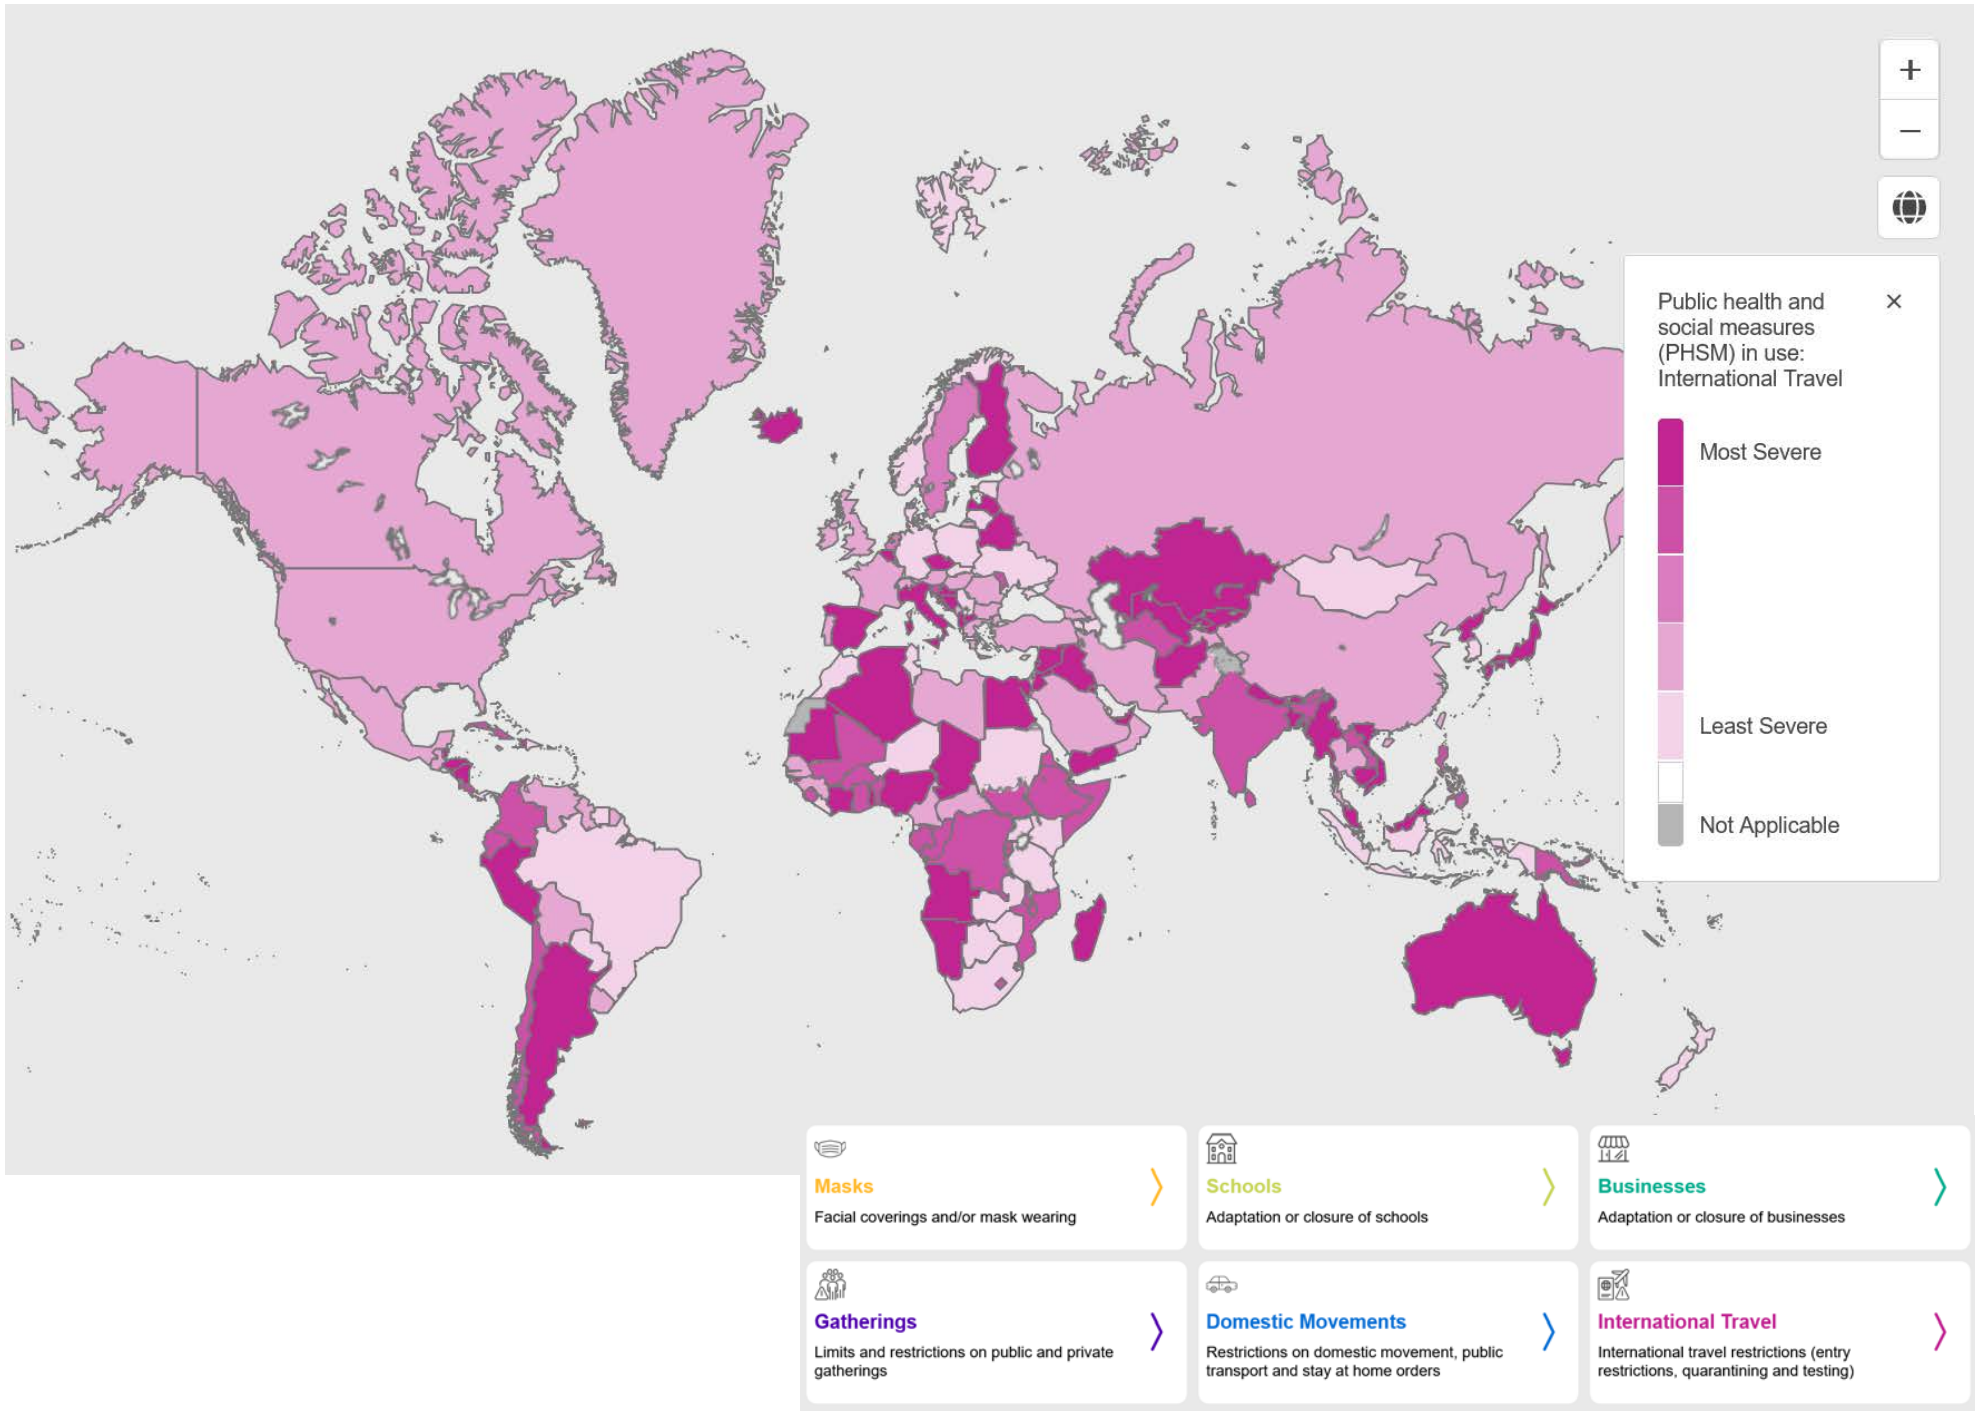 +
−
Public health and
social measures
(PHSM) in use:
International Travel
×
Most Severe
Least Severe
Not Applicable
Masks
Facial coverings and/or mask wearing
Schools
Adaptation or closure of schools
Businesses
Adaptation or closure of businesses
Gatherings
Limits and restrictions on public and private
gatherings
Domestic Movements
Restrictions on domestic movement, public
transport and stay at home orders
International Travel
International travel restrictions (entry
restrictions, quarantining and testing)